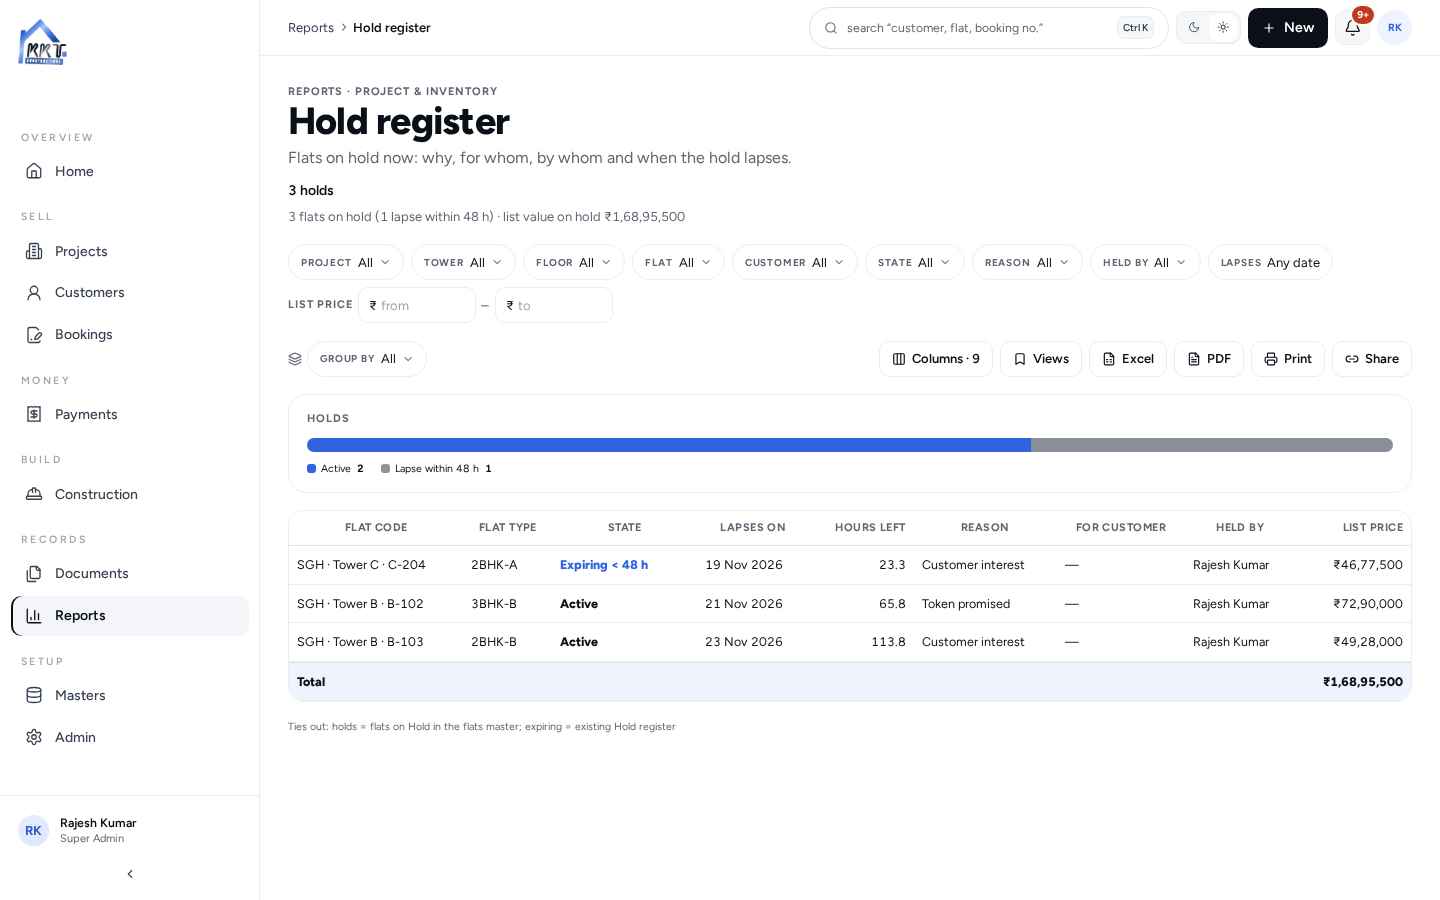 RKT
CONSTRUCTIONS
Reports › Hold register
search “customer, flat, booking no.” Ctrl K
+ New
9+
RK
OVERVIEW
Home
SELL
Projects
Customers
Bookings
MONEY
Payments
BUILD
Construction
RECORDS
Documents
Reports
SETUP
Masters
Admin
RK Rajesh Kumar
Super Admin
REPORTS · PROJECT & INVENTORY
Hold register
Flats on hold now: why, for whom, by whom and when the hold lapses.
3 holds
3 flats on hold (1 lapse within 48 h) · list value on hold ₹1,68,95,500
PROJECT All TOWER All FLOOR All FLAT All CUSTOMER All STATE All REASON All HELD BY All LAPSES Any date
LIST PRICE ₹ from – ₹ to
GROUP BY All Columns · 9 Views Excel PDF Print Share
HOLDS
Active 2 Lapse within 48 h 1
FLAT CODE FLAT TYPE STATE LAPSES ON HOURS LEFT REASON FOR CUSTOMER HELD BY LIST PRICE
SGH · Tower C · C-204 2BHK-A Expiring < 48 h 19 Nov 2026 23.3 Customer interest — Rajesh Kumar ₹46,77,500
SGH · Tower B · B-102 3BHK-B Active 21 Nov 2026 65.8 Token promised — Rajesh Kumar ₹72,90,000
SGH · Tower B · B-103 2BHK-B Active 23 Nov 2026 113.8 Customer interest — Rajesh Kumar ₹49,28,000
Total ₹1,68,95,500
Ties out: holds = flats on Hold in the flats master; expiring = existing Hold register